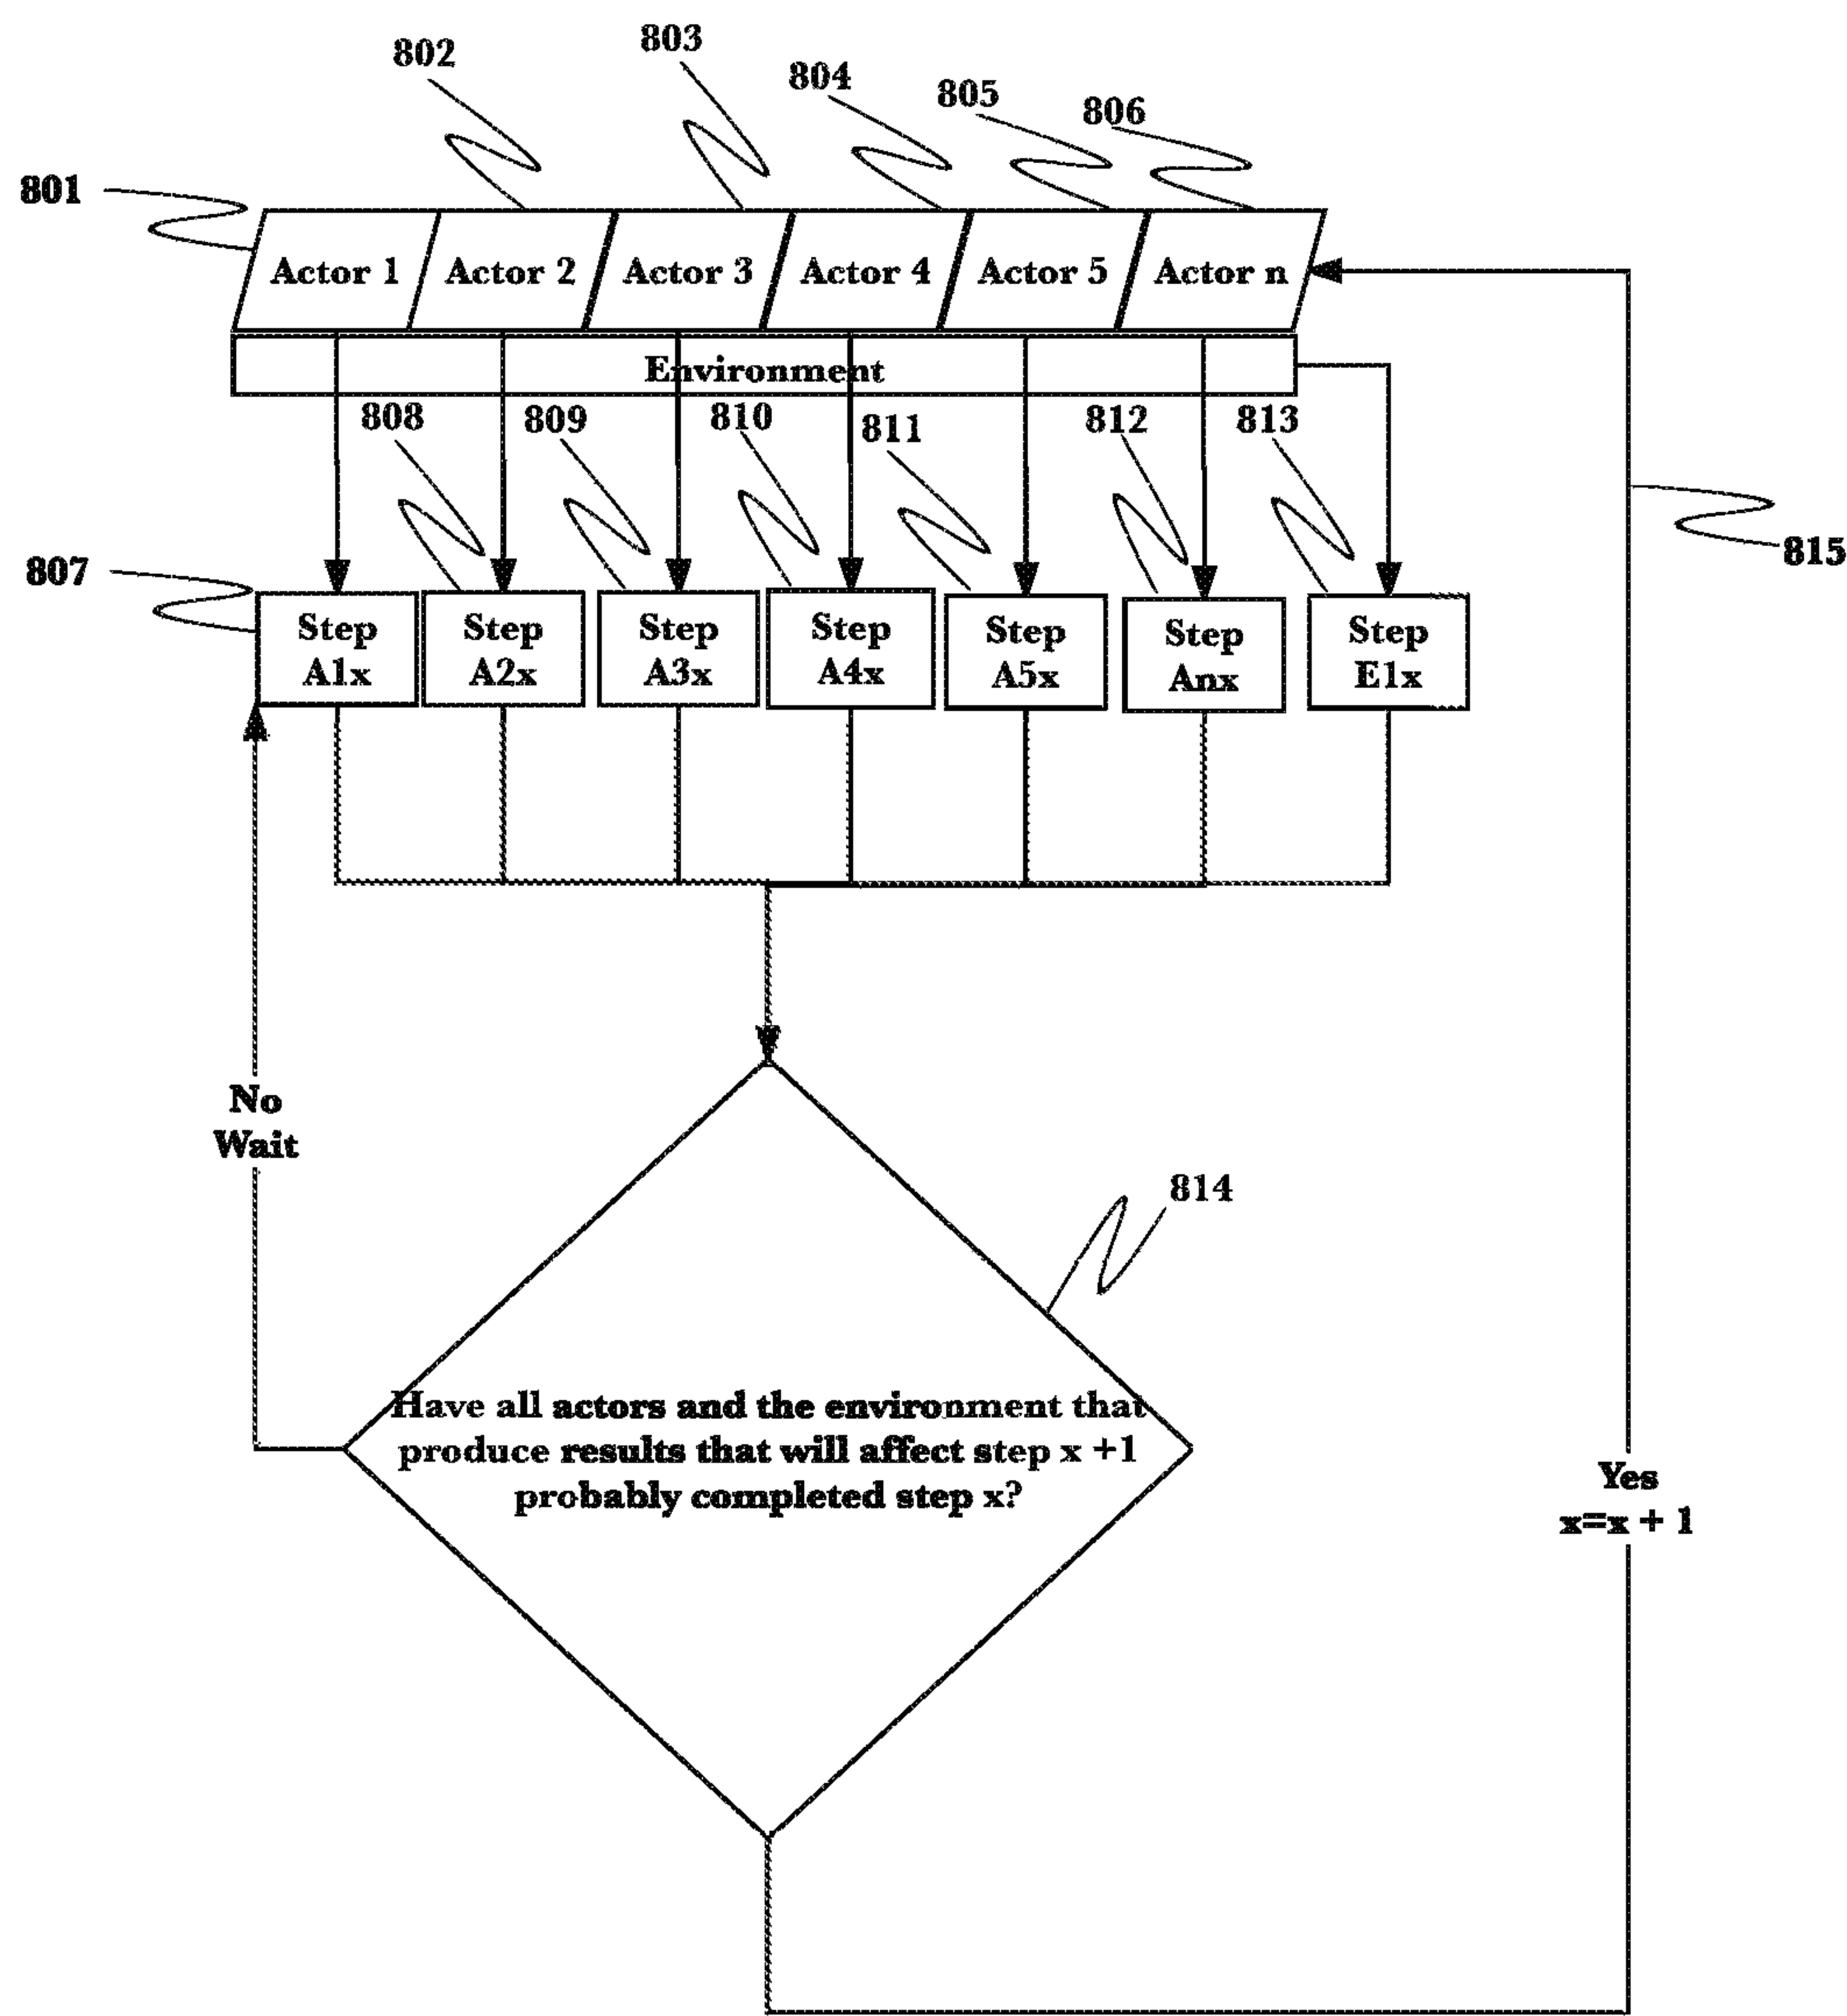 802
803
804
805
806
801
Actor 1
Actor 2
Actor 3
Actor 4
Actor 5
Actor n
Environment
808
809
810
811
812
813
807
Step
A1x
Step
A2x
Step
A3x
Step
A4x
Step
A5x
Step
Anx
Step
E1x
815
No
Wait
814
Have all actors and the environment that
produce results that will affect step x +1
probably completed step x?
Yes
x=x + 1